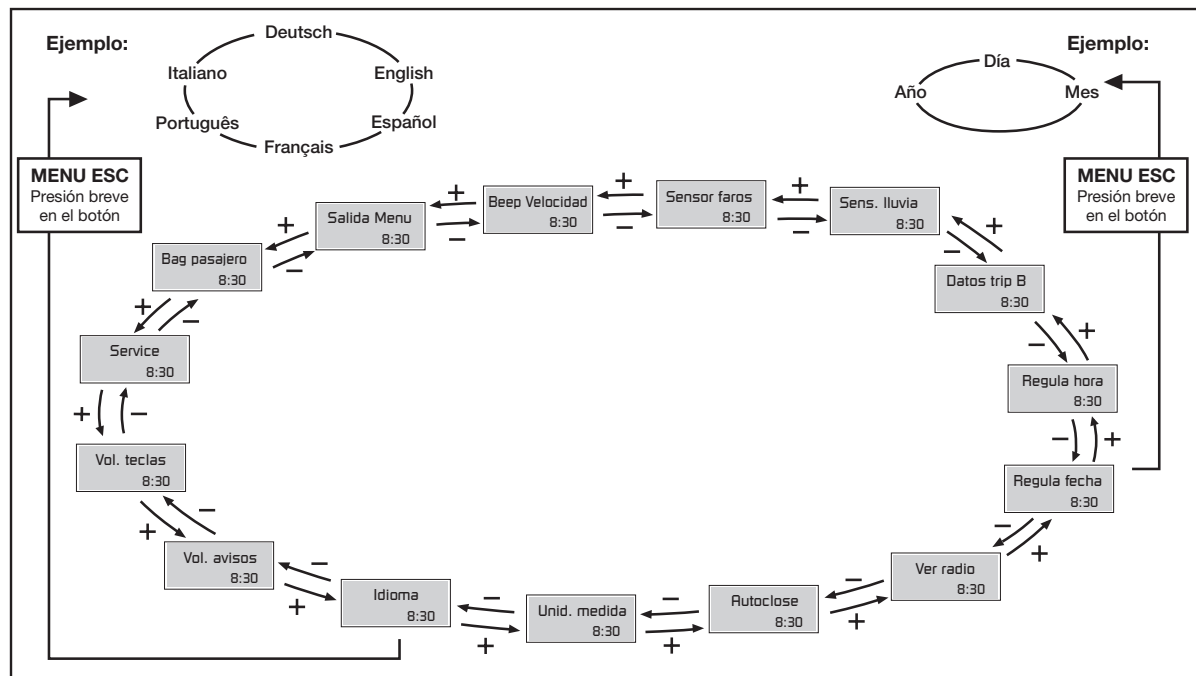 Ejemplo:
Deutsch
Italiano
English
Português
Español
Français
Ejemplo:
Día
Año
Mes
MENU ESC
Presión breve
en el botón
MENU ESC
Presión breve
en el botón
Beep Velocidad
8:30
Sensor faros
8:30
Sens. lluvia
8:30
Salida Menu
8:30
Bag pasajero
8:30
Datos trip B
8:30
Service
8:30
Regula hora
8:30
Vol. teclas
8:30
Regula fecha
8:30
Vol. avisos
8:30
Ver radio
8:30
Idioma
8:30
Unid. medida
8:30
Autoclose
8:30